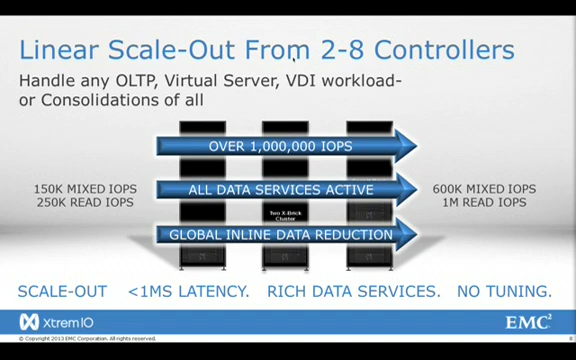 Linear Scale-Out From 2-8 Controllers
Handle any OLTP, Virtual Server, VDI workload-
or Consolidations of all
OVER 1,000,000 IOPS
150K MIXED IOPS
250K READ IOPS
ALL DATA SERVICES ACTIVE
600K MIXED IOPS
1M READ IOPS
Two X-Brick
Cluster
GLOBAL INLINE DATA REDUCTION
SCALE-OUT <1MS LATENCY. RICH DATA SERVICES. NO TUNING.
XtremIO
EMC²
© Copyright 2013 EMC Corporation. All rights reserved.
8